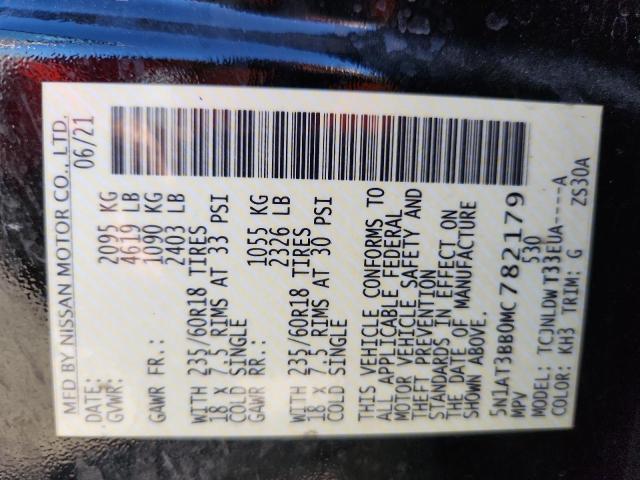 MFD BY NISSAN MOTOR CO., LTD.
DATE: 06/21
GVWR: 2095 KG
4619 LB
GAWR FR.: 1090 KG
2403 LB
WITH 235/60R18 TIRES
18 X 7.5 RIMS AT 33 PSI
COLD SINGLE
GAWR RR.: 1055 KG
2326 LB
WITH 235/60R18 TIRES
18 X 7.5 RIMS AT 30 PSI
COLD SINGLE
THIS VEHICLE CONFORMS TO
ALL APPLICABLE FEDERAL
MOTOR VEHICLE SAFETY AND
THEFT PREVENTION
STANDARDS IN EFFECT ON
THE DATE OF MANUFACTURE
SHOWN ABOVE.
5N1AT3BB0MC782179
MPV 530
MODEL: TCJNLDWT33EUA----A
COLOR: KH3 TRIM: G ZS30A